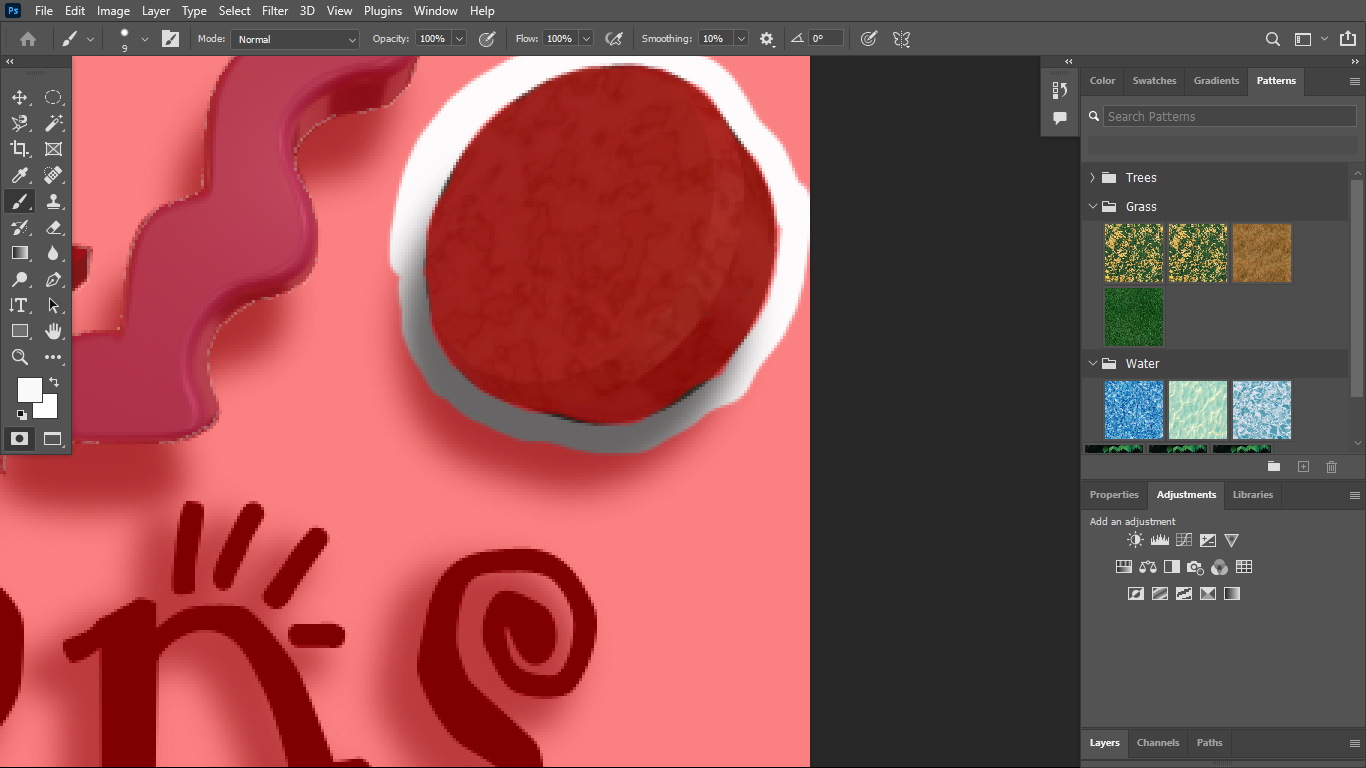 Ps File Edit Image Layer Type Select Filter 3D View Plugins Window Help
9 Mode: Normal Opacity: 100% Flow: 100% Smoothing: 10% 0°
Color Swatches Gradients Patterns
Search Patterns
Trees
Grass
Water
Properties Adjustments Libraries
Add an adjustment
Layers Channels Paths
ns